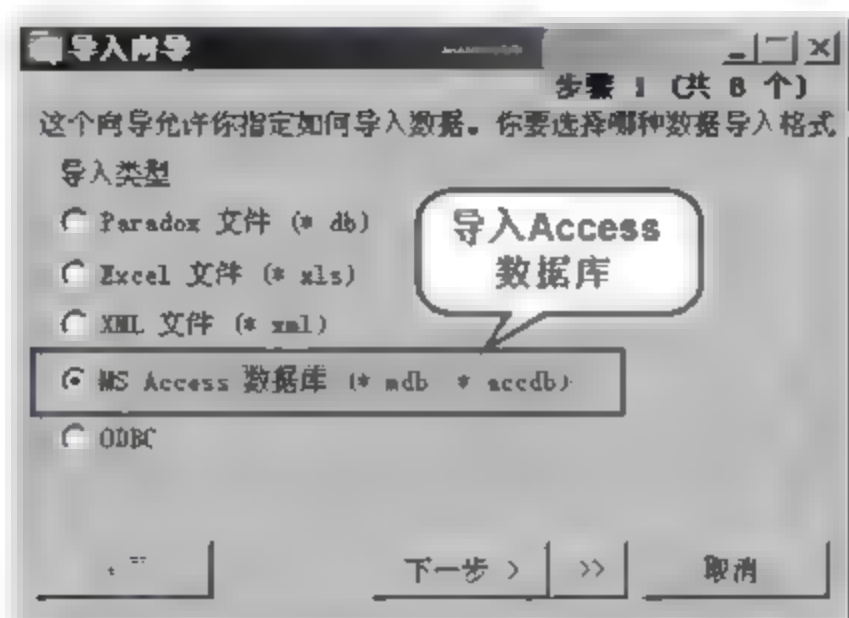 导入向导
步骤 1 (共 8 个)
这个向导允许你指定如何导入数据。你要选择哪种数据导入格式
导入类型
Paradox 文件 (* db)
Excel 文件 (* xls)
XML 文件 (* xml)
MS Access 数据库 (* mdb * accdb)
ODBC
导入Access
数据库
下一步 >
>>
取消